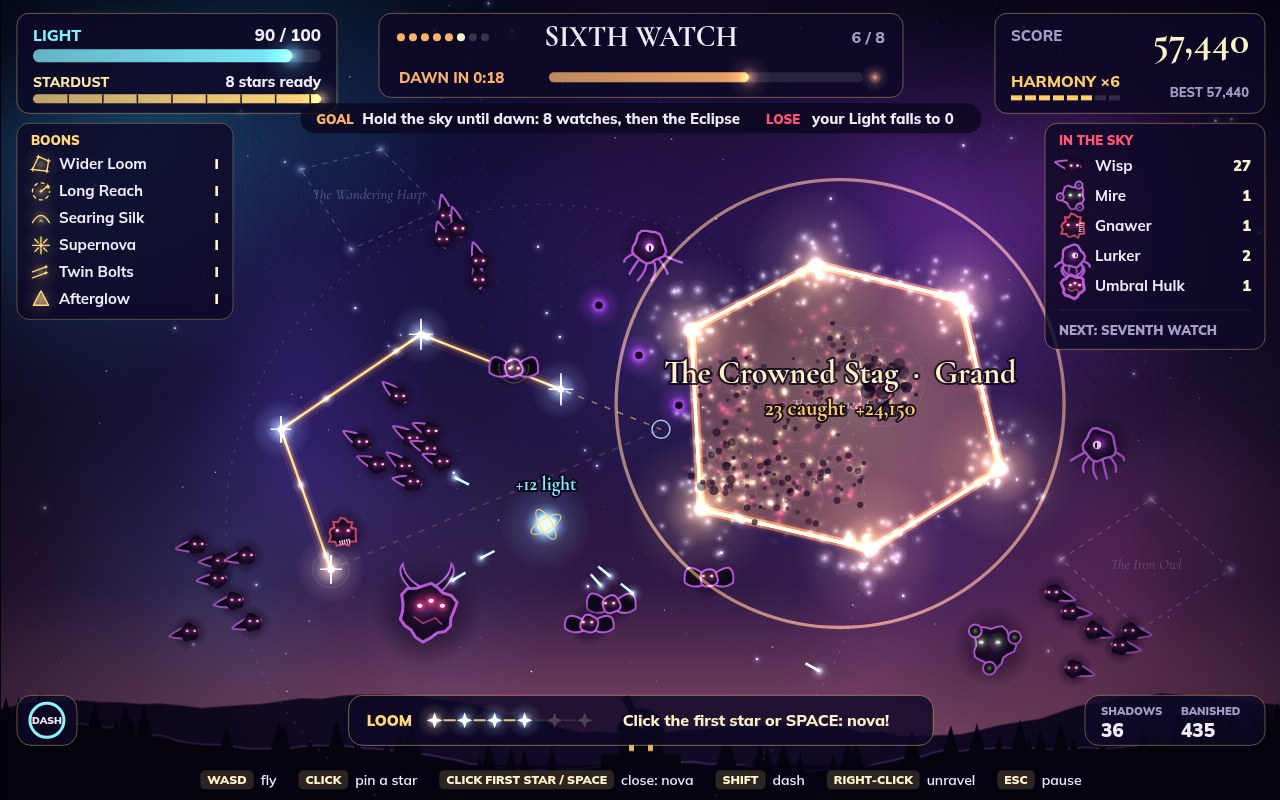 LIGHT 90 / 100
STARDUST 8 stars ready
SIXTH WATCH 6 / 8
DAWN IN 0:18
SCORE 57,440
HARMONY ×6 BEST 57,440
GOAL Hold the sky until dawn: 8 watches, then the Eclipse LOSE your Light falls to 0
BOONS
Wider Loom I
Long Reach I
Searing Silk I
Supernova I
Twin Bolts I
Afterglow I
IN THE SKY
Wisp 27
Mire 1
Gnawer 1
Lurker 2
Umbral Hulk 1
NEXT: SEVENTH WATCH
The Wandering Harp
The Crowned Stag · Grand
23 caught +24,150
+12 light
The Iron Owl
DASH
LOOM Click the first star or SPACE: nova!
SHADOWS BANISHED
36 435
WASD fly CLICK pin a star CLICK FIRST STAR / SPACE close: nova SHIFT dash RIGHT-CLICK unravel ESC pause